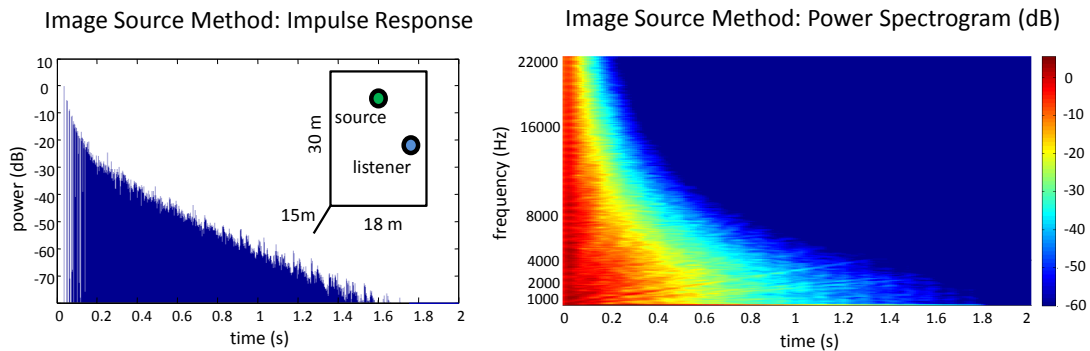 Image Source Method: Impulse Response
10
0
-10
-20
-30
-40
-50
-60
-70
power (dB)
0 0.2 0.4 0.6 0.8 1 1.2 1.4 1.6 1.8 2
time (s)
source
listener
30 m
15m
18 m
Image Source Method: Power Spectrogram (dB)
22000
16000
8000
4000
2000
1000
frequency (Hz)
0 0.2 0.4 0.6 0.8 1 1.2 1.4 1.6 1.8 2
time (s)
0
-10
-20
-30
-40
-50
-60